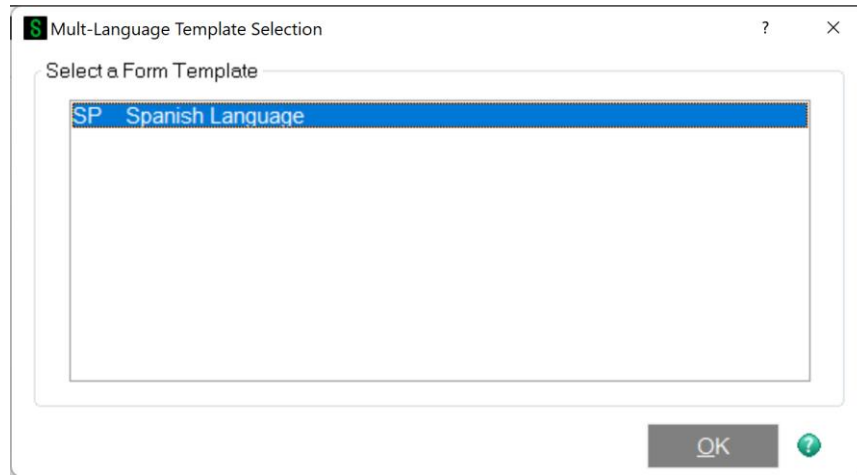 S Mult-Language Template Selection ? ×
Select a Form Template
SP Spanish Language
OK ?